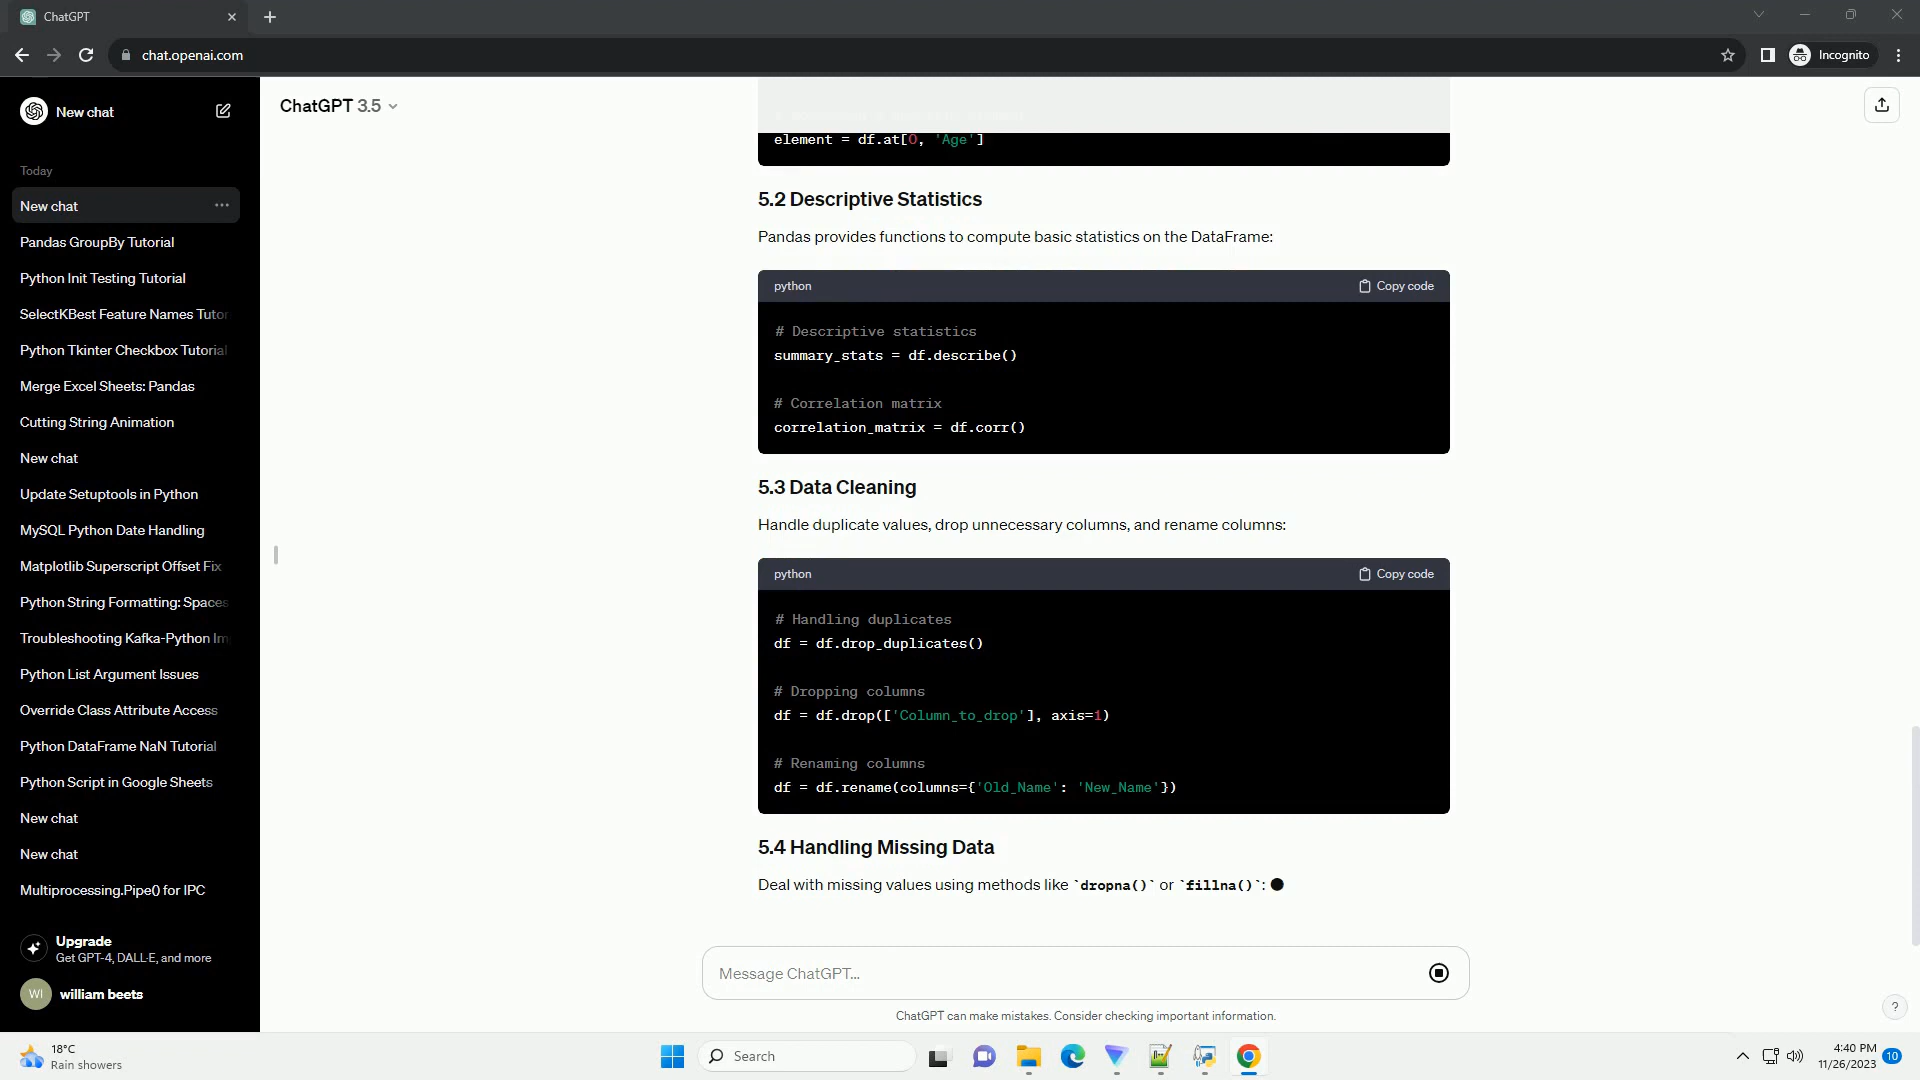 ChatGPT
chat.openai.com
Incognito
New chat
Today
New chat
Pandas GroupBy Tutorial
Python Init Testing Tutorial
SelectKBest Feature Names Tutor
Python Tkinter Checkbox Tutorial
Merge Excel Sheets: Pandas
Cutting String Animation
New chat
Update Setuptools in Python
MySQL Python Date Handling
Matplotlib Superscript Offset Fix
Python String Formatting: Spaces
Troubleshooting Kafka-Python Im
Python List Argument Issues
Override Class Attribute Access
Python DataFrame NaN Tutorial
Python Script in Google Sheets
New chat
New chat
Multiprocessing.Pipe() for IPC
Upgrade
Get GPT-4, DALL·E, and more
WI
william beets
ChatGPT 3.5
element = df.at[0, 'Age']
5.2 Descriptive Statistics
Pandas provides functions to compute basic statistics on the DataFrame:
python Copy code
# Descriptive statistics
summary_stats = df.describe()
# Correlation matrix
correlation_matrix = df.corr()
5.3 Data Cleaning
Handle duplicate values, drop unnecessary columns, and rename columns:
python Copy code
# Handling duplicates
df = df.drop_duplicates()
# Dropping columns
df = df.drop(['Column_to_drop'], axis=1)
# Renaming columns
df = df.rename(columns={'Old_Name': 'New_Name'})
5.4 Handling Missing Data
Deal with missing values using methods like `dropna()` or `fillna()`:
Message ChatGPT...
ChatGPT can make mistakes. Consider checking important information.
?
18°C
Rain showers
Search
4:40 PM
11/26/2023
10